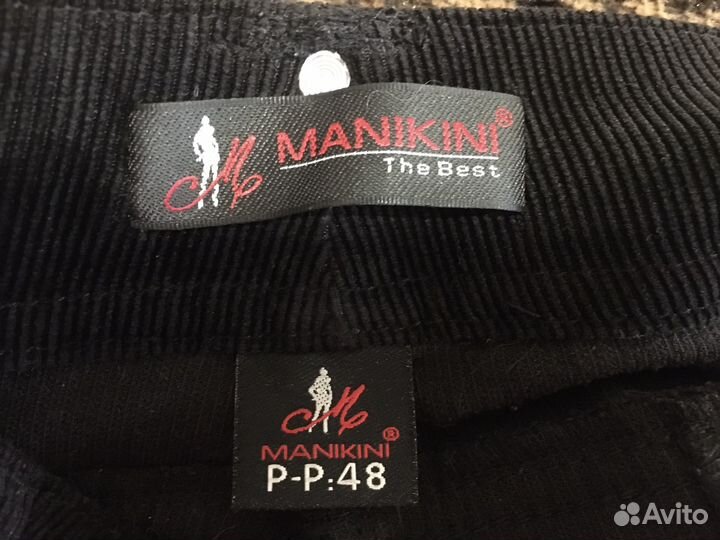 M MANIKINI®
The Best
M
MANIKINI®
Р-Р:48
Avito